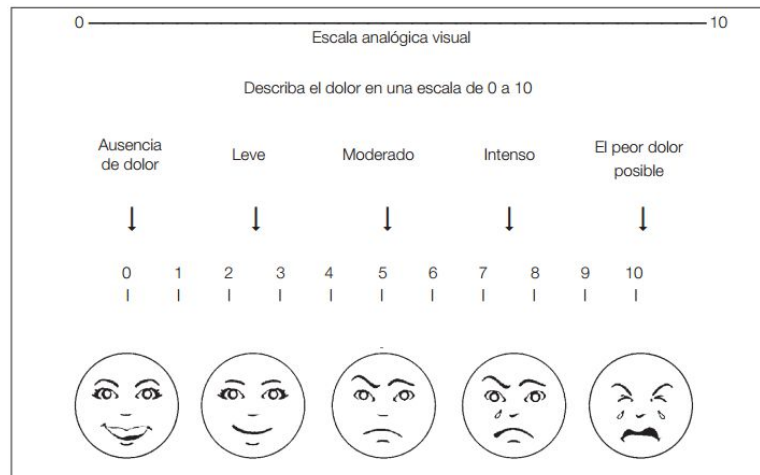 0 10
Escala analógica visual
Describa el dolor en una escala de 0 a 10
Ausencia de dolor
Leve
Moderado
Intenso
El peor dolor posible
0 1 2 3 4 5 6 7 8 9 10